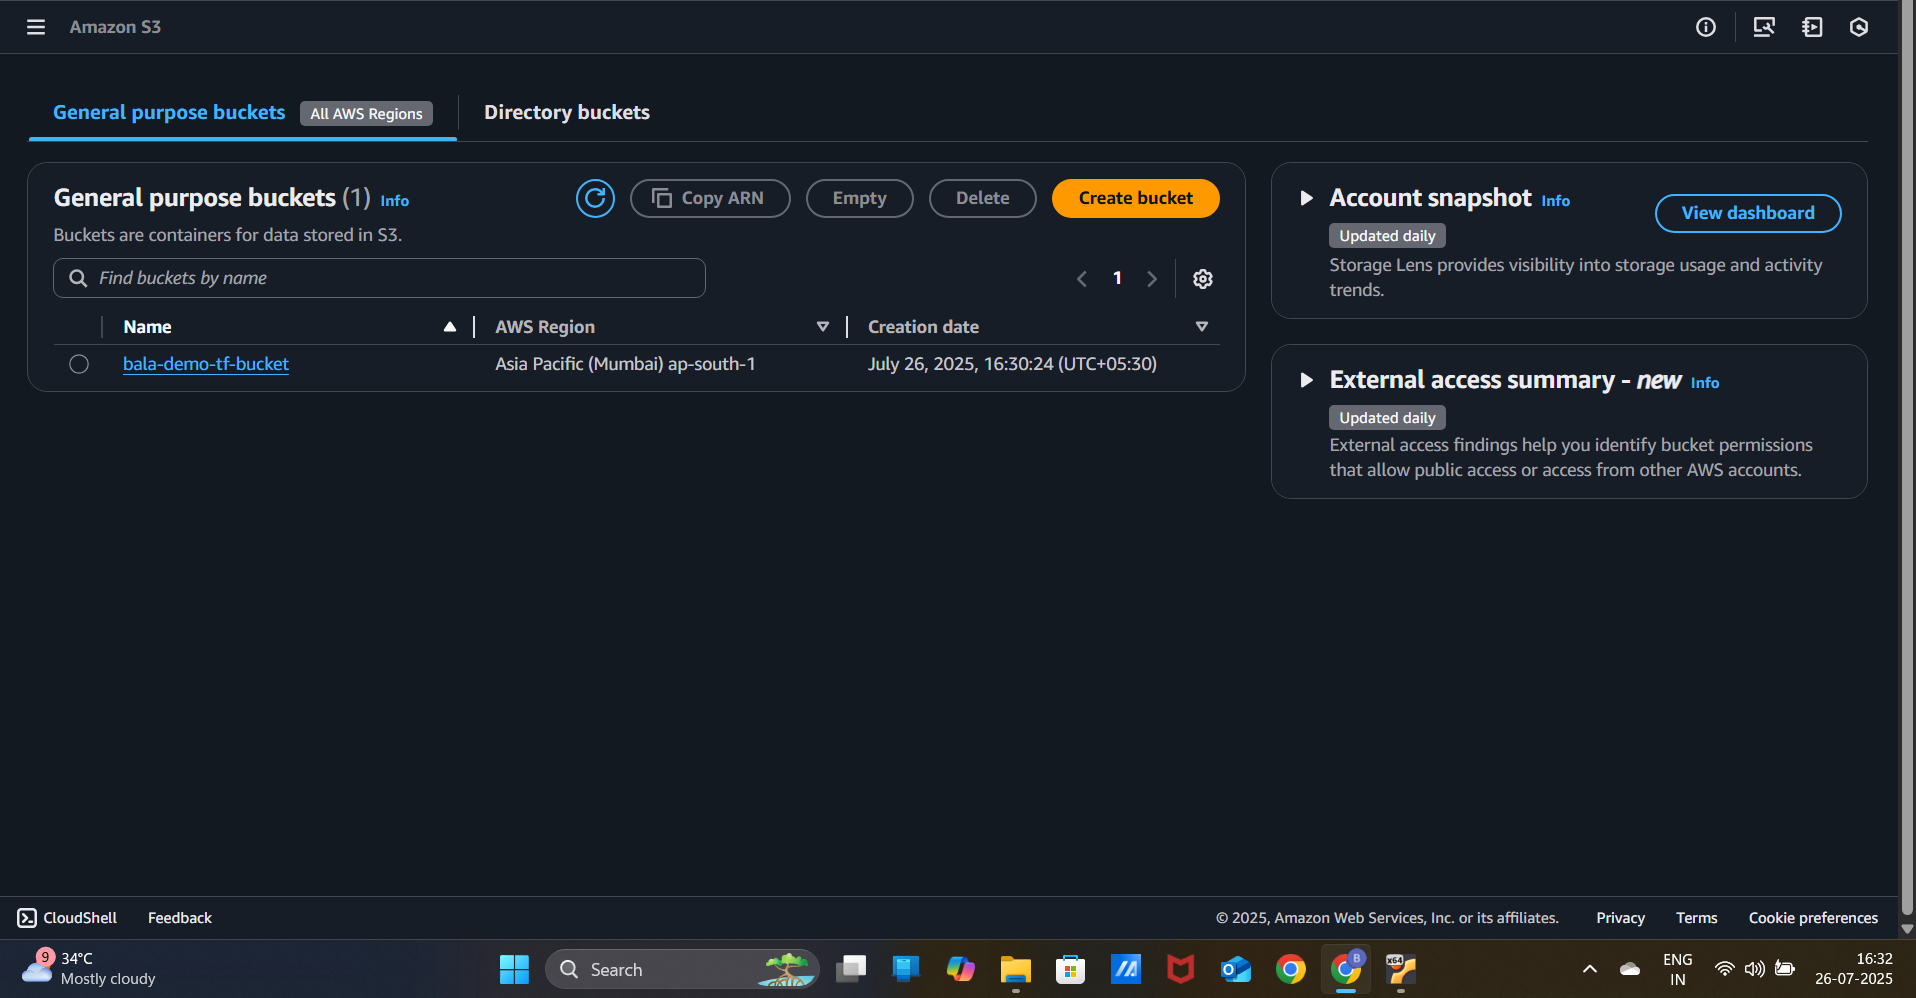 Amazon S3
General purpose buckets All AWS Regions Directory buckets
General purpose buckets (1) Info
Copy ARN Empty Delete Create bucket
Buckets are containers for data stored in S3.
Find buckets by name
1
Name AWS Region Creation date
bala-demo-tf-bucket Asia Pacific (Mumbai) ap-south-1 July 26, 2025, 16:30:24 (UTC+05:30)
Account snapshot Info
View dashboard
Updated daily
Storage Lens provides visibility into storage usage and activity
trends.
External access summary - new Info
Updated daily
External access findings help you identify bucket permissions
that allow public access or access from other AWS accounts.
CloudShell Feedback © 2025, Amazon Web Services, Inc. or its affiliates. Privacy Terms Cookie preferences
9
34°C
Mostly cloudy
Search
B
x64
ENG
IN
16:32
26-07-2025